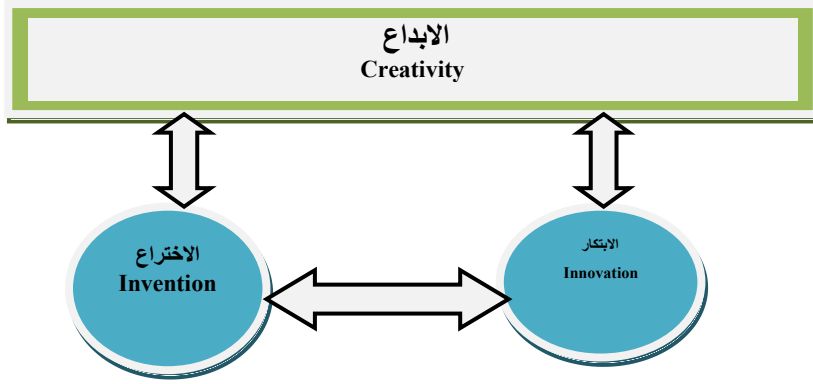 الابداع
Creativity
الاختراع
Invention
الابتكار
Innovation